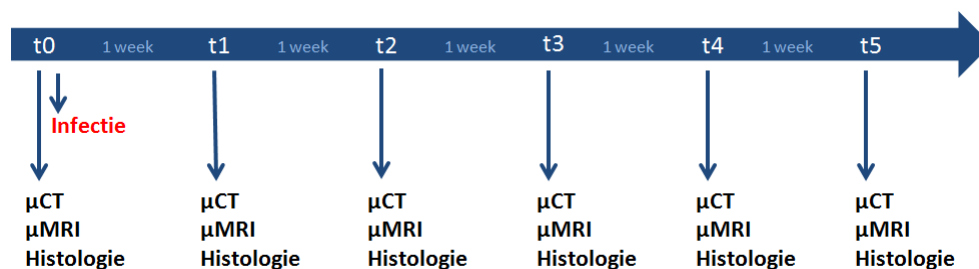 t0 1 week t1 1 week t2 1 week t3 1 week t4 1 week t5
Infectie
μCT μCT μCT μCT μCT μCT
μMRI μMRI μMRI μMRI μMRI μMRI
Histologie Histologie Histologie Histologie Histologie Histologie